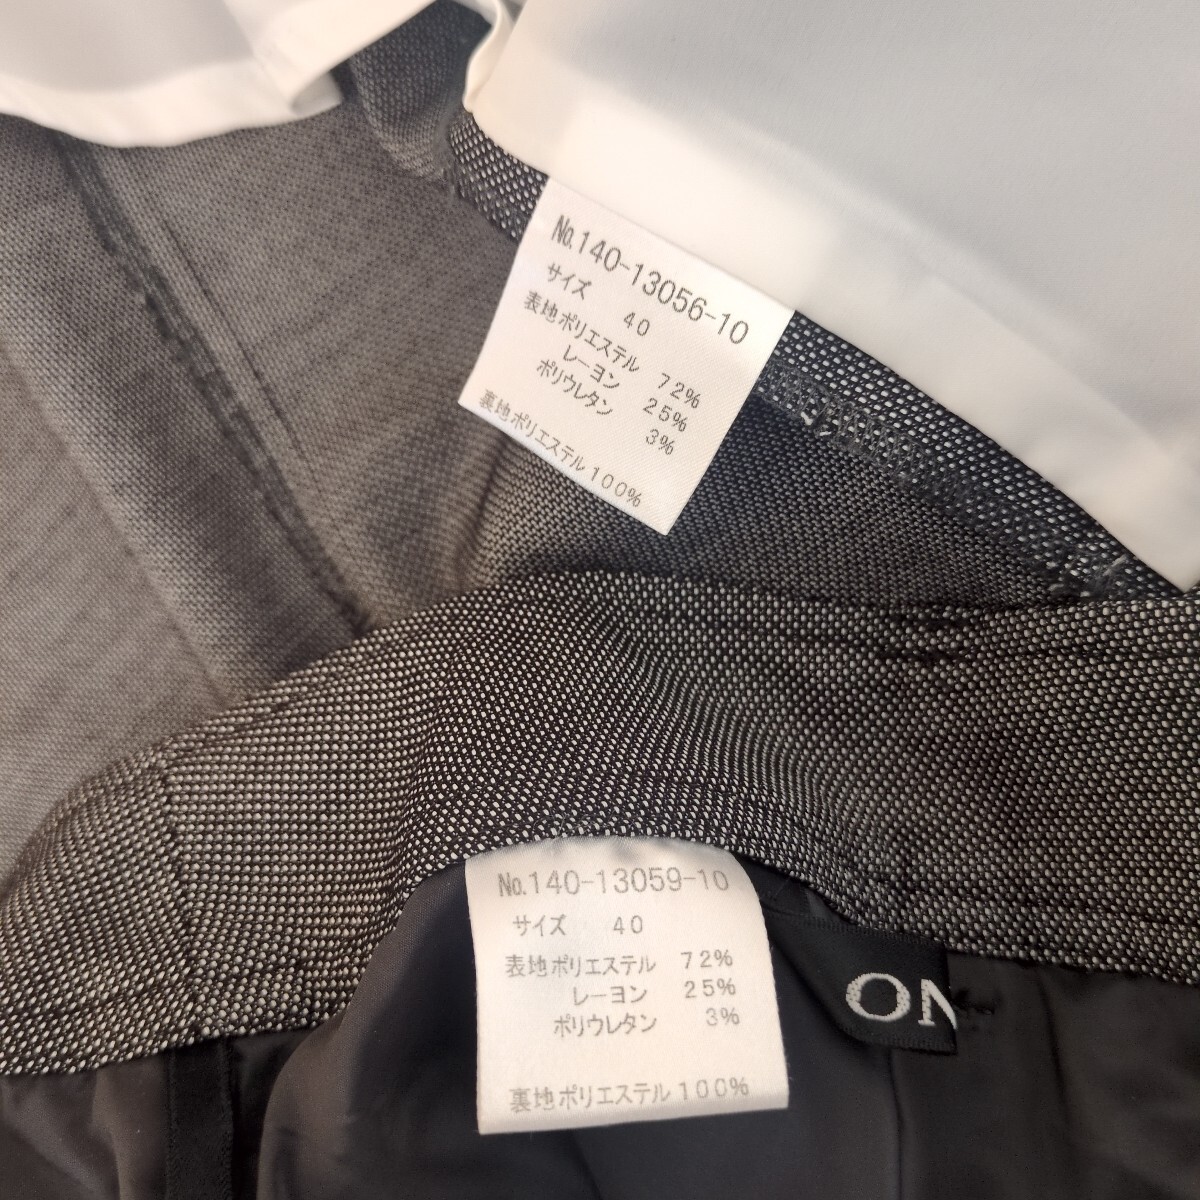 No.140-13056-10
サイズ 40
表地ポリエステル 72%
レーヨン 25%
ポリウレタン 3%
裏地ポリエステル100%
No.140-13059-10
サイズ 40
表地ポリエステル 72%
レーヨン 25%
ポリウレタン 3%
裏地ポリエステル100%
ON